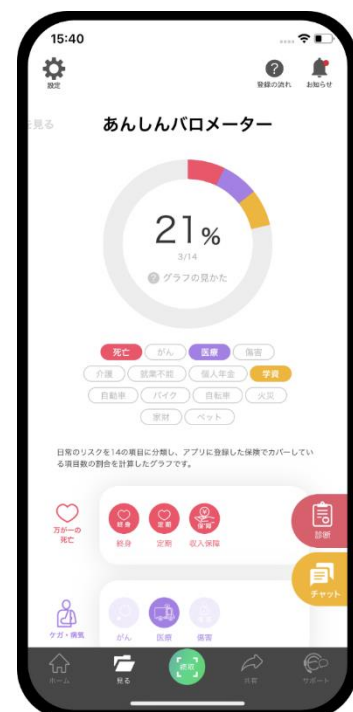 15:40
設定
登録の流れ
お知らせ
を見る
あんしんバロメーター
21%
3/14
? グラフの見かた
死亡 がん 医療 傷害
介護 就業不能 個人年金 学資
自動車 バイク 自転車 火災
家財 ペット
日常のリスクを14の項目に分類し、アプリに登録した保険でカバーしてい
る項目数の割合を計算したグラフです。
万が一の
死亡
終身 定期 保障
終身 定期 収入保障
診断
チャット
ケガ・病気
がん 医療 傷害
ホーム 見る 読取 共有 サポート